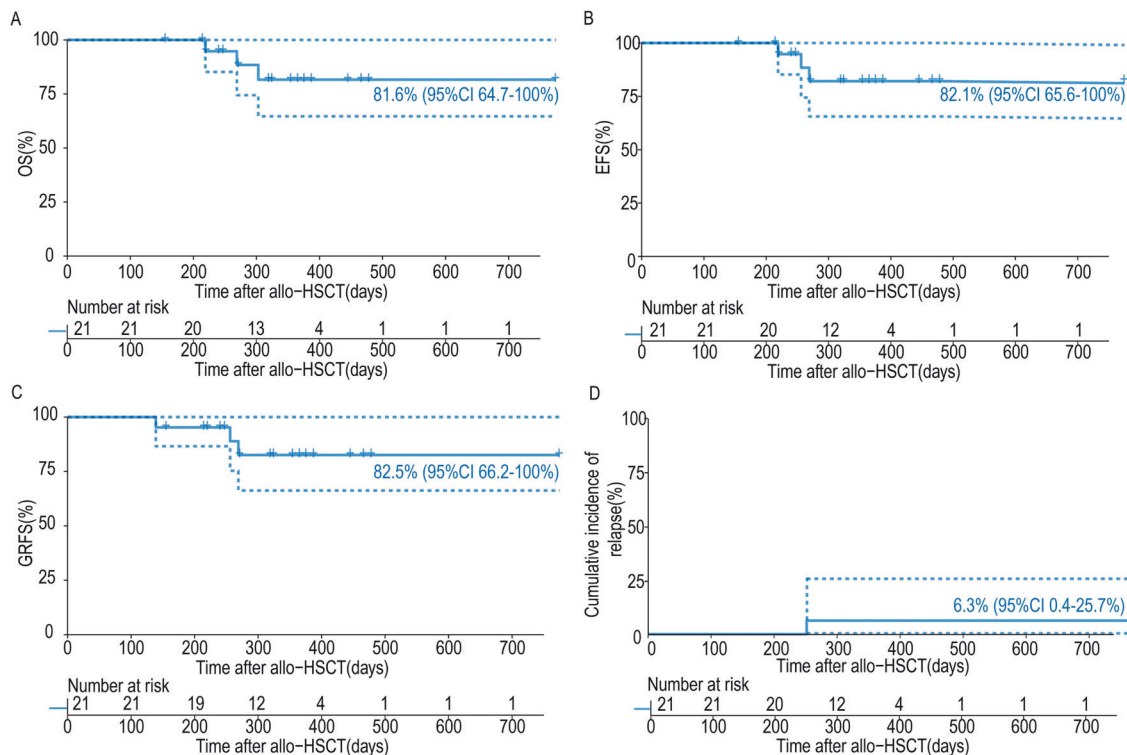 A
100
75
50
25
0
OS(%)
81.6% (95%CI 64.7-100%)
0 100 200 300 400 500 600 700
Time after allo-HSCT(days)
Number at risk
21 21 20 13 4 1 1 1
0 100 200 300 400 500 600 700
Time after allo-HSCT(days)
B
100
75
50
25
0
EFS(%)
82.1% (95%CI 65.6-100%)
0 100 200 300 400 500 600 700
Time after allo-HSCT(days)
Number at risk
21 21 20 12 4 1 1 1
0 100 200 300 400 500 600 700
Time after allo-HSCT(days)
C
100
75
50
25
0
GRFS(%)
82.5% (95%CI 66.2-100%)
0 100 200 300 400 500 600 700
Time after allo-HSCT(days)
Number at risk
21 21 19 12 4 1 1 1
0 100 200 300 400 500 600 700
Time after allo-HSCT(days)
D
100
75
50
25
0
Cumulative incidence of
relapse(%)
6.3% (95%CI 0.4-25.7%)
0 100 200 300 400 500 600 700
Time after allo-HSCT(days)
Number at risk
21 21 20 12 4 1 1 1
0 100 200 300 400 500 600 700
Time after allo-HSCT(days)